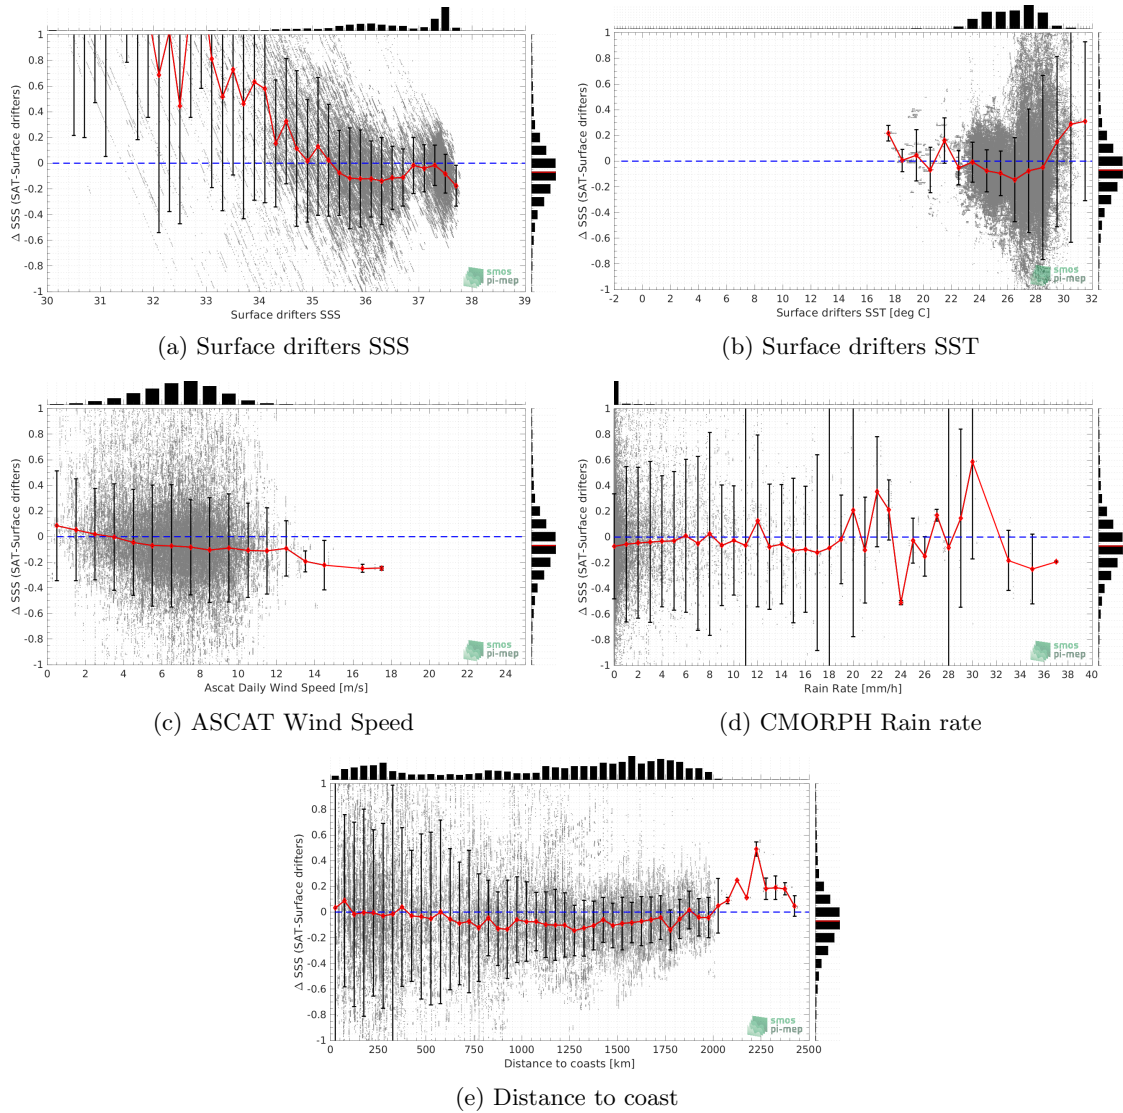 1
0.8
0.6
0.4
0.2
0
-0.2
-0.4
-0.6
-0.8
-1
Δ SSS (SAT-Surface drifters)
30 31 32 33 34 35 36 37 38 39
Surface drifters SSS
smos
pi-mep
(a) Surface drifters SSS
1
0.8
0.6
0.4
0.2
0
-0.2
-0.4
-0.6
-0.8
-1
Δ SSS (SAT-Surface drifters)
-2 0 2 4 6 8 10 12 14 16 18 20 22 24 26 28 30 32
Surface drifters SST [deg C]
smos
pi-mep
(b) Surface drifters SST
1
0.8
0.6
0.4
0.2
0
-0.2
-0.4
-0.6
-0.8
-1
Δ SSS (SAT-Surface drifters)
0 2 4 6 8 10 12 14 16 18 20 22 24
Ascat Daily Wind Speed [m/s]
smos
pi-mep
(c) ASCAT Wind Speed
1
0.8
0.6
0.4
0.2
0
-0.2
-0.4
-0.6
-0.8
-1
Δ SSS (SAT-Surface drifters)
0 2 4 6 8 10 12 14 16 18 20 22 24 26 28 30 32 34 36 38 40
Rain Rate [mm/h]
smos
pi-mep
(d) CMORPH Rain rate
1
0.8
0.6
0.4
0.2
0
-0.2
-0.4
-0.6
-0.8
-1
Δ SSS (SAT-Surface drifters)
0 250 500 750 1000 1250 1500 1750 2000 2250 2500
Distance to coasts [km]
smos
pi-mep
(e) Distance to coast